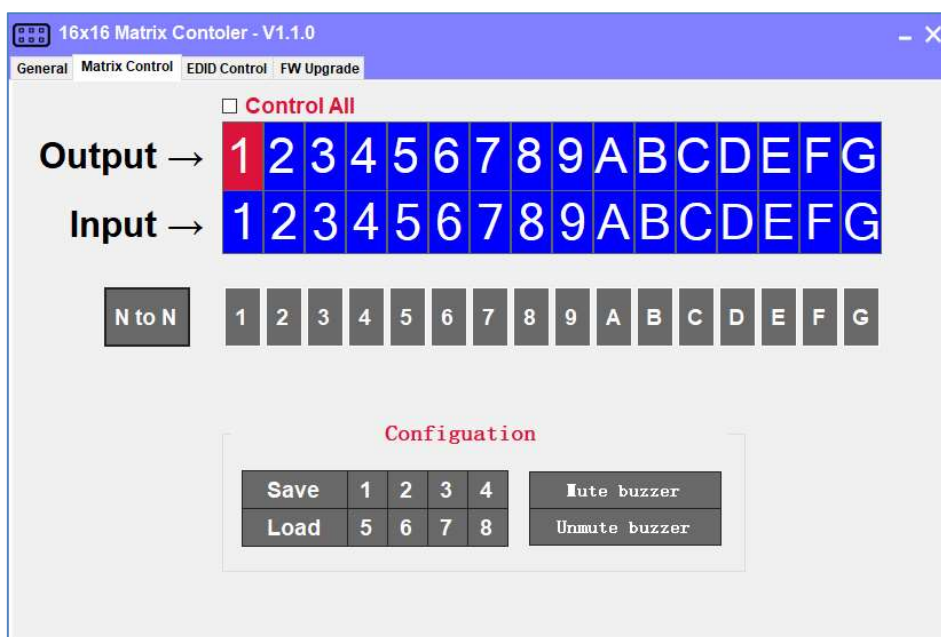 16x16 Matrix Contoler - V1.1.0
General Matrix Control EDID Control FW Upgrade
Control All
Output → 1 2 3 4 5 6 7 8 9 A B C D E F G
Input → 1 2 3 4 5 6 7 8 9 A B C D E F G
N to N 1 2 3 4 5 6 7 8 9 A B C D E F G
Configuation
Save 1 2 3 4 Mute buzzer
Load 5 6 7 8 Unmute buzzer